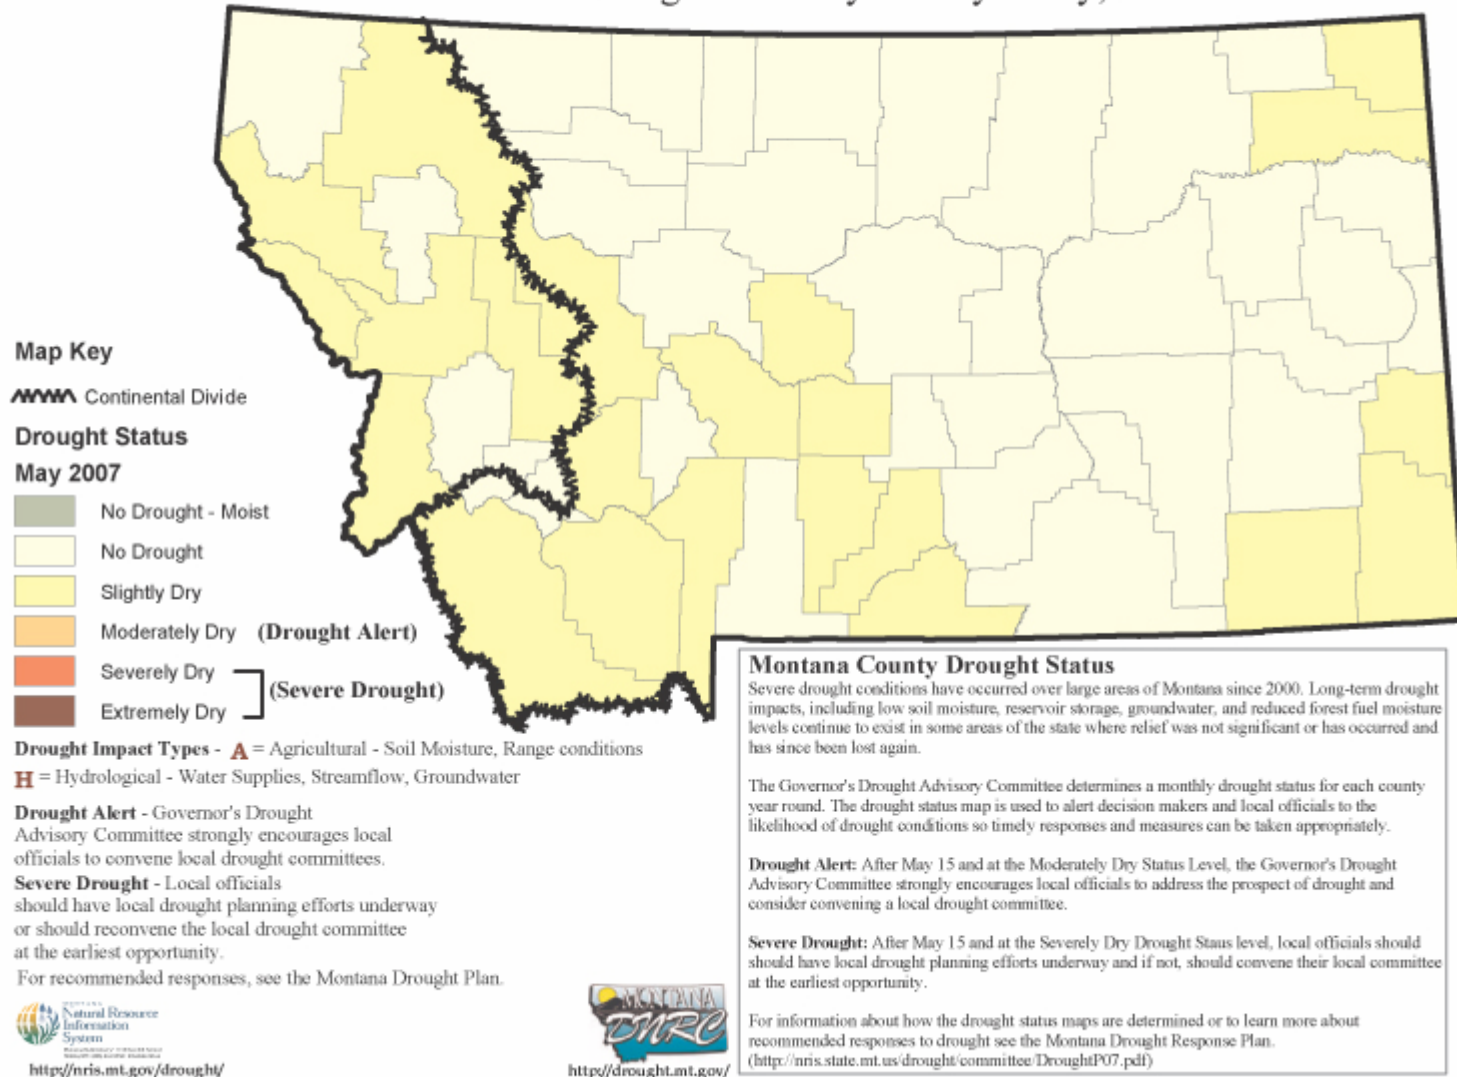 Map Key
Continental Divide
Drought Status
May 2007
No Drought - Moist
No Drought
Slightly Dry
Moderately Dry (Drought Alert)
Severely Dry
(Severe Drought)
Extremely Dry
Drought Impact Types - A = Agricultural - Soil Moisture, Range conditions
H = Hydrological - Water Supplies, Streamflow, Groundwater
Drought Alert - Governor's Drought
Advisory Committee strongly encourages local
officials to convene local drought committees.
Severe Drought - Local officials
should have local drought planning efforts underway
or should reconvene the local drought committee
at the earliest opportunity.
For recommended responses, see the Montana Drought Plan.
Natural Resource
Information
System
http://nris.mt.gov/drought/
MONTANA
DNRC
http://drought.mt.gov/
Montana County Drought Status
Severe drought conditions have occurred over large areas of Montana since 2000. Long-term drought
impacts, including low soil moisture, reservoir storage, groundwater, and reduced forest fuel moisture
levels continue to exist in some areas of the state where relief was not significant or has occurred and
has since been lost again.
The Governor's Drought Advisory Committee determines a monthly drought status for each county
year round. The drought status map is used to alert decision makers and local officials to the
likelihood of drought conditions so timely responses and measures can be taken appropriately.
Drought Alert: After May 15 and at the Moderately Dry Status Level, the Governor's Drought
Advisory Committee strongly encourages local officials to address the prospect of drought and
consider convening a local drought committee.
Severe Drought: After May 15 and at the Severely Dry Drought Staus level, local officials should
should have local drought planning efforts underway and if not, should convene their local committee
at the earliest opportunity.
For information about how the drought status maps are determined or to learn more about
recommended responses to drought see the Montana Drought Response Plan.
(http://nris.state.mt.us/drought/committee/DroughtP07.pdf)